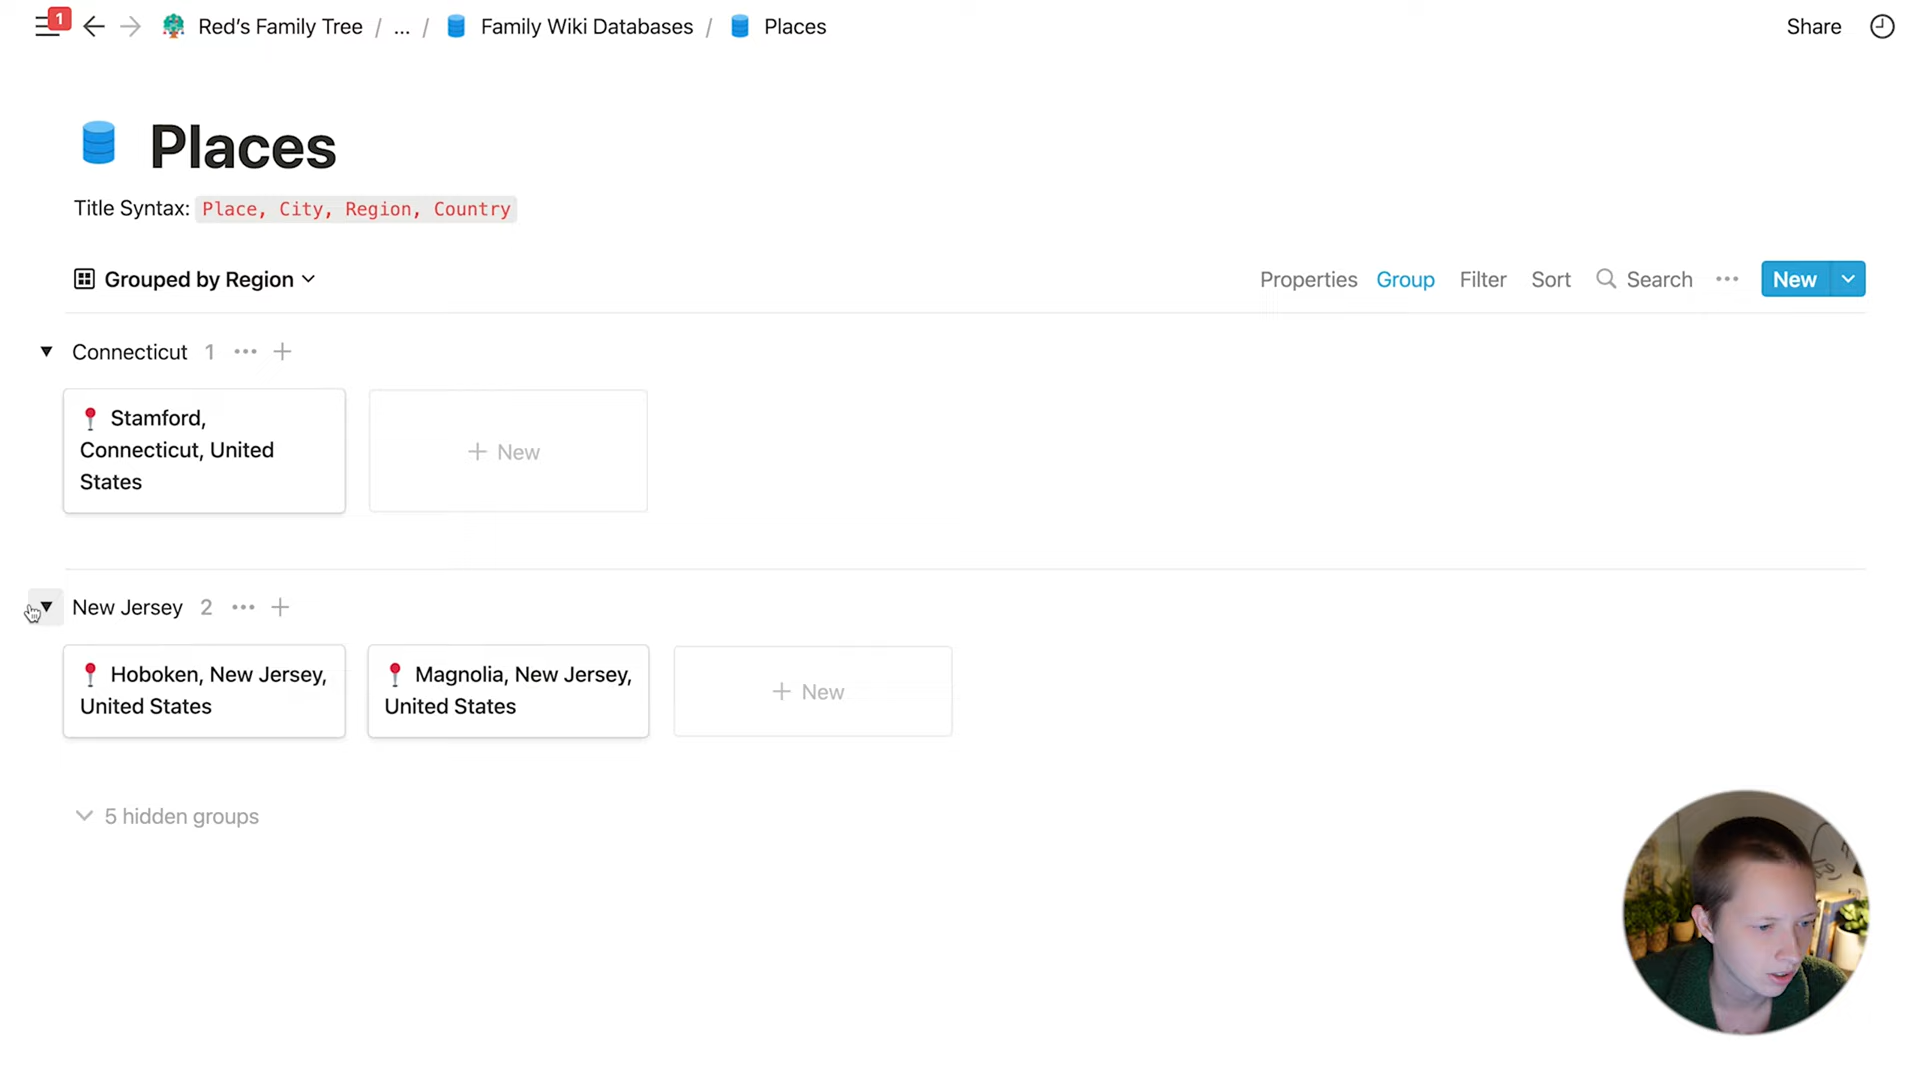 1
Red's Family Tree / ... / Family Wiki Databases / Places
Share
Places
Title Syntax: Place, City, Region, Country
Grouped by Region
Properties Group Filter Sort Search New
Connecticut 1
Stamford,
Connecticut, United
States
New
New Jersey 2
Hoboken, New Jersey,
United States
Magnolia, New Jersey,
United States
New
5 hidden groups